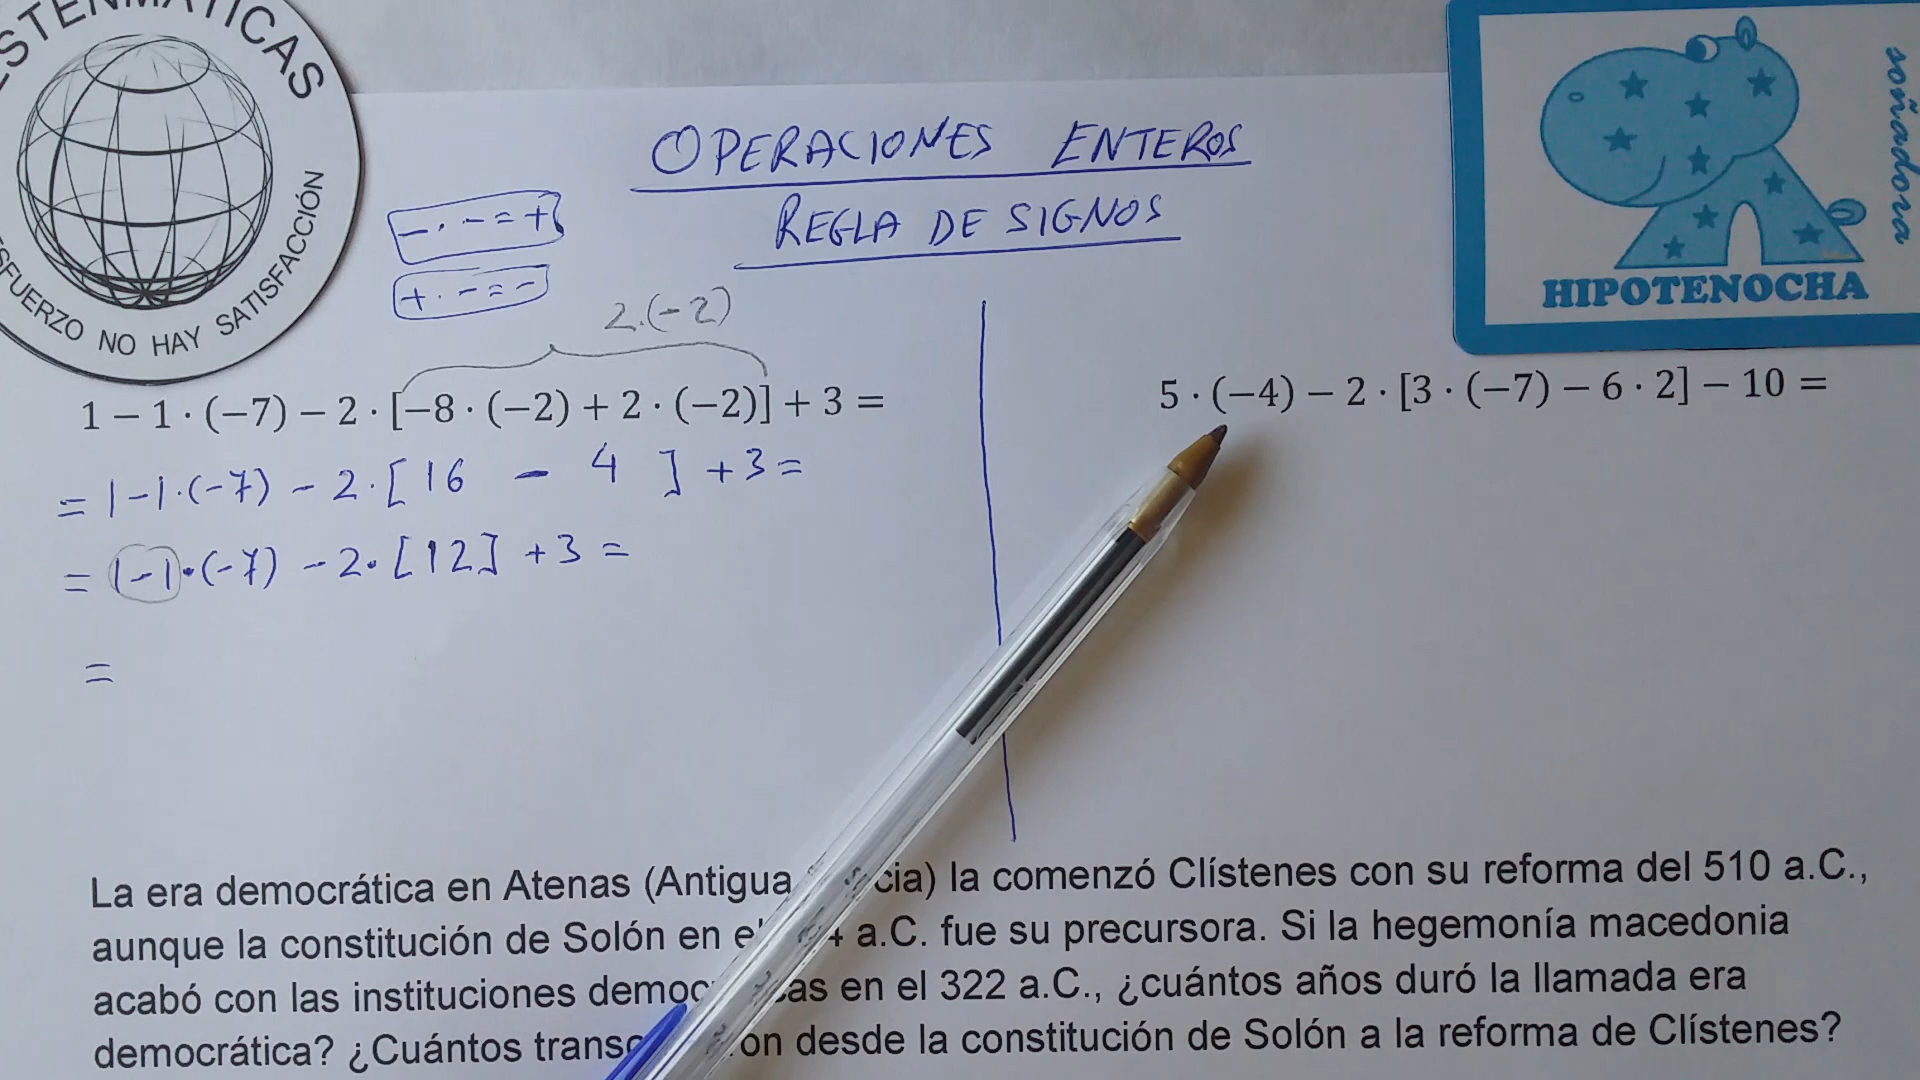 STENMÁTICAS
ESFUERZO NO HAY SATISFACCIÓN
OPERACIONES ENTEROS
REGLA DE SIGNOS
soñadora
HIPOTENOCHA
- · - = +
+ · - = -
2·(-2)
1 − 1 · (−7) − 2 · [−8 · (−2) + 2 · (−2)] + 3 =
= 1-1·(-7) - 2·[16 - 4] +3=
= 1-1·(-7) - 2·[12] +3 =
=
5 · (−4) − 2 · [3 · (−7) − 6 · 2] − 10 =
La era democrática en Atenas (Antigua cia) la comenzó Clístenes con su reforma del 510 a.C.,
aunque la constitución de Solón en el 4 a.C. fue su precursora. Si la hegemonía macedonia
acabó con las instituciones democ as en el 322 a.C., ¿cuántos años duró la llamada era
democrática? ¿Cuántos transc on desde la constitución de Solón a la reforma de Clístenes?